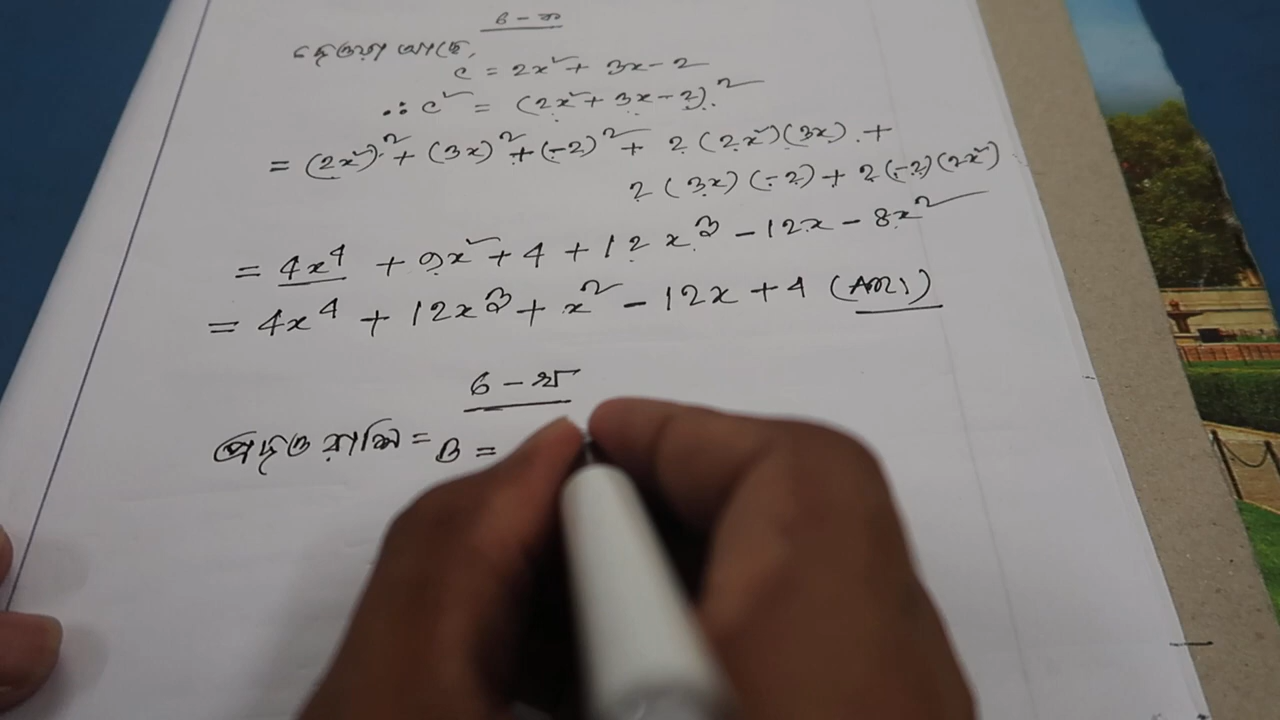 ৬ - ক
দেওয়া আছে,
C = 2x² + 3x - 2
∴ C² = (2x² + 3x - 2)²
= (2x²)² + (3x)² + (-2)² + 2(2x²)(3x) +
2(3x)(-2) + 2(-2)(2x²)
= 4x⁴ + 9x² + 4 + 12x³ - 12x - 8x²
= 4x⁴ + 12x³ + x² - 12x + 4 (Ans)
৬ - খ
প্রদত্ত রাশি = B =